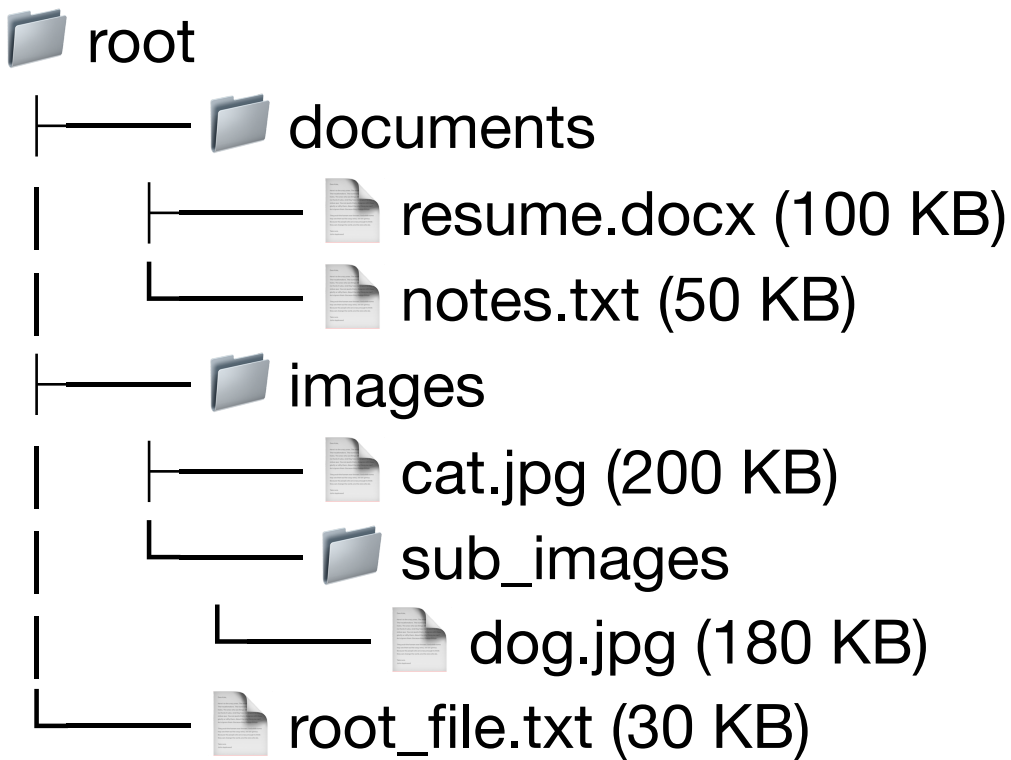 root
documents
resume.docx (100 KB)
notes.txt (50 KB)
images
cat.jpg (200 KB)
sub_images
dog.jpg (180 KB)
root_file.txt (30 KB)